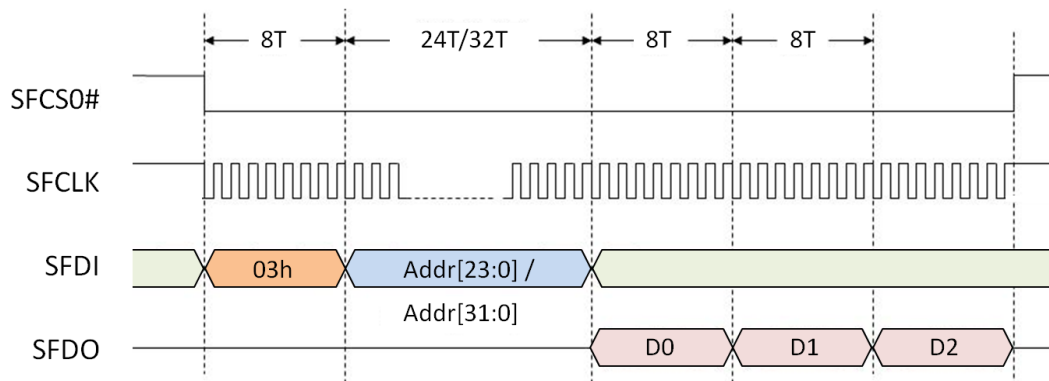 8T 24T/32T 8T 8T
SFCS0#
SFCLK
SFDI 03h Addr[23:0] /
Addr[31:0]
SFDO D0 D1 D2